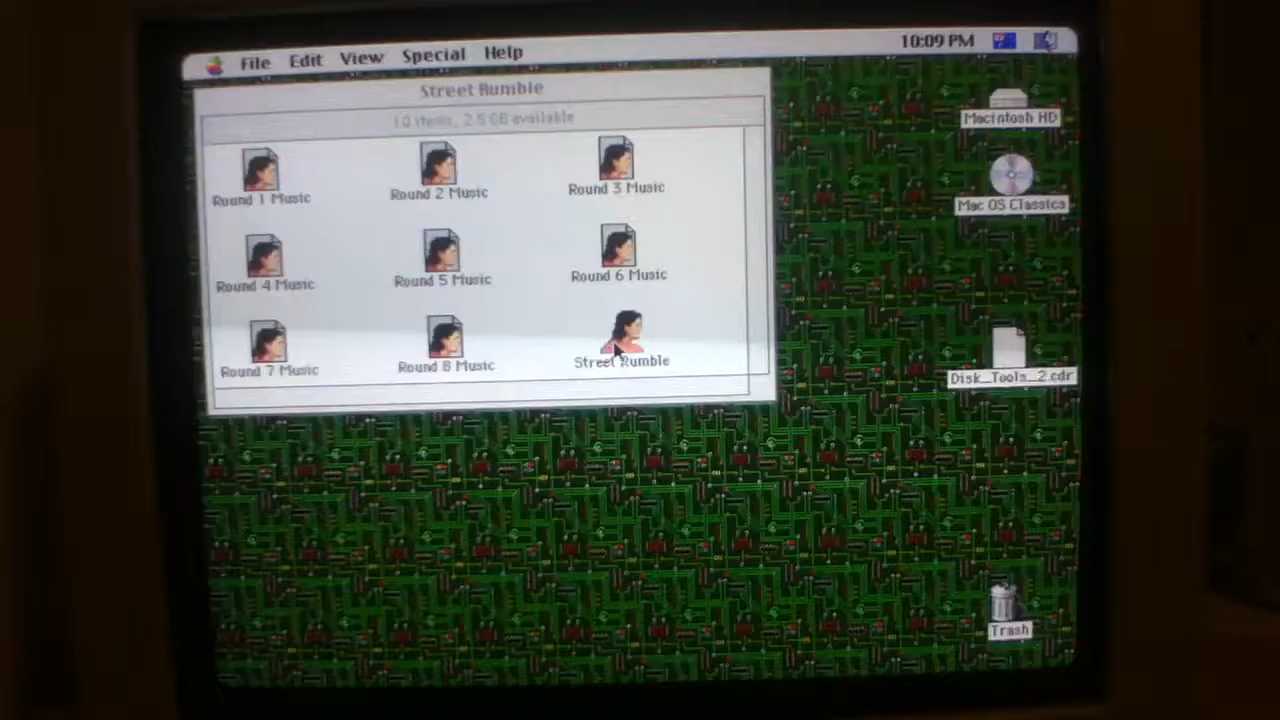 File Edit View Special Help 10:09 PM
Street Rumble
10 items, 2.5 GB available
Round 1 Music Round 2 Music Round 3 Music
Round 4 Music Round 5 Music Round 6 Music
Round 7 Music Round 8 Music Street Rumble
Macintosh HD
Mac OS Classics
Disk_Tools_2.cdr
Trash